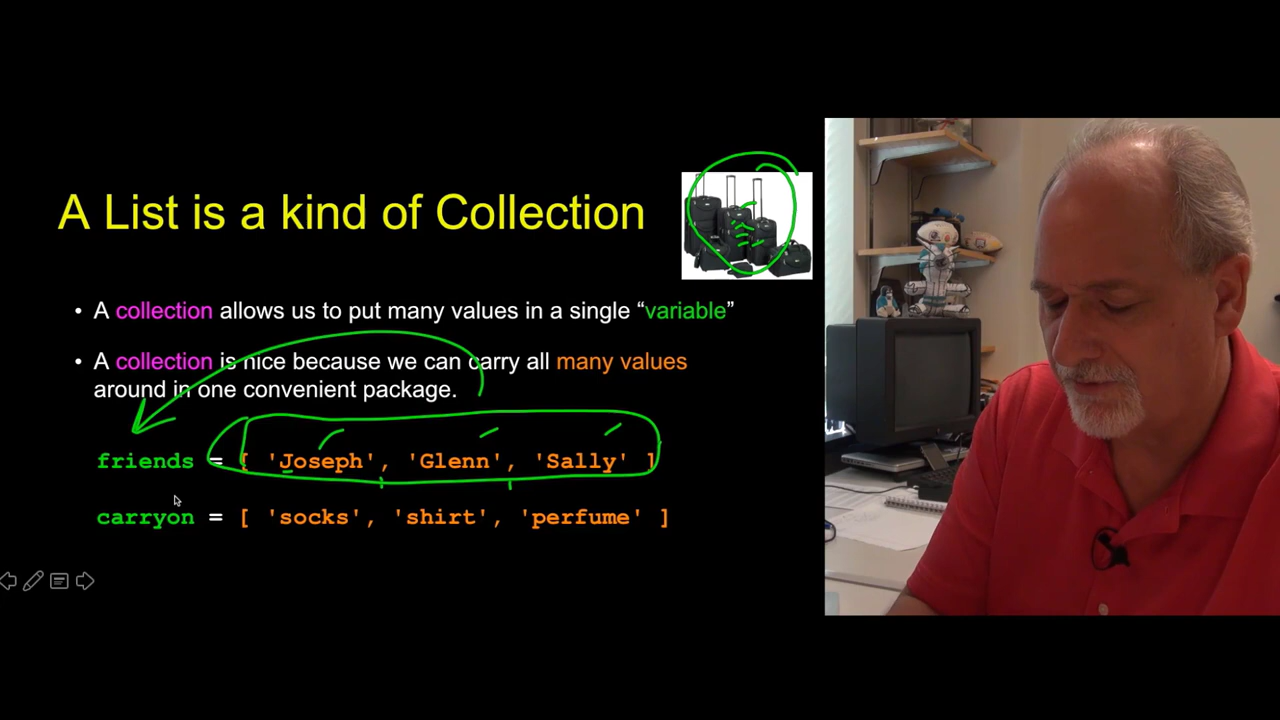 A List is a kind of Collection
• A collection allows us to put many values in a single “variable”
• A collection is nice because we can carry all many values
around in one convenient package.
friends = [ 'Joseph', 'Glenn', 'Sally' ]
carryon = [ 'socks', 'shirt', 'perfume' ]